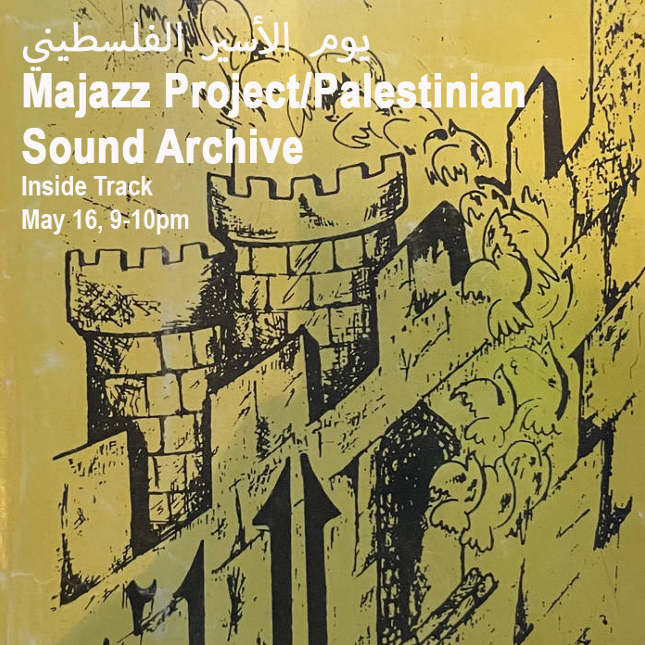 يوم الأسير الفلسطيني
Majazz Project/Palestinian
Sound Archive
Inside Track
May 16, 9-10pm